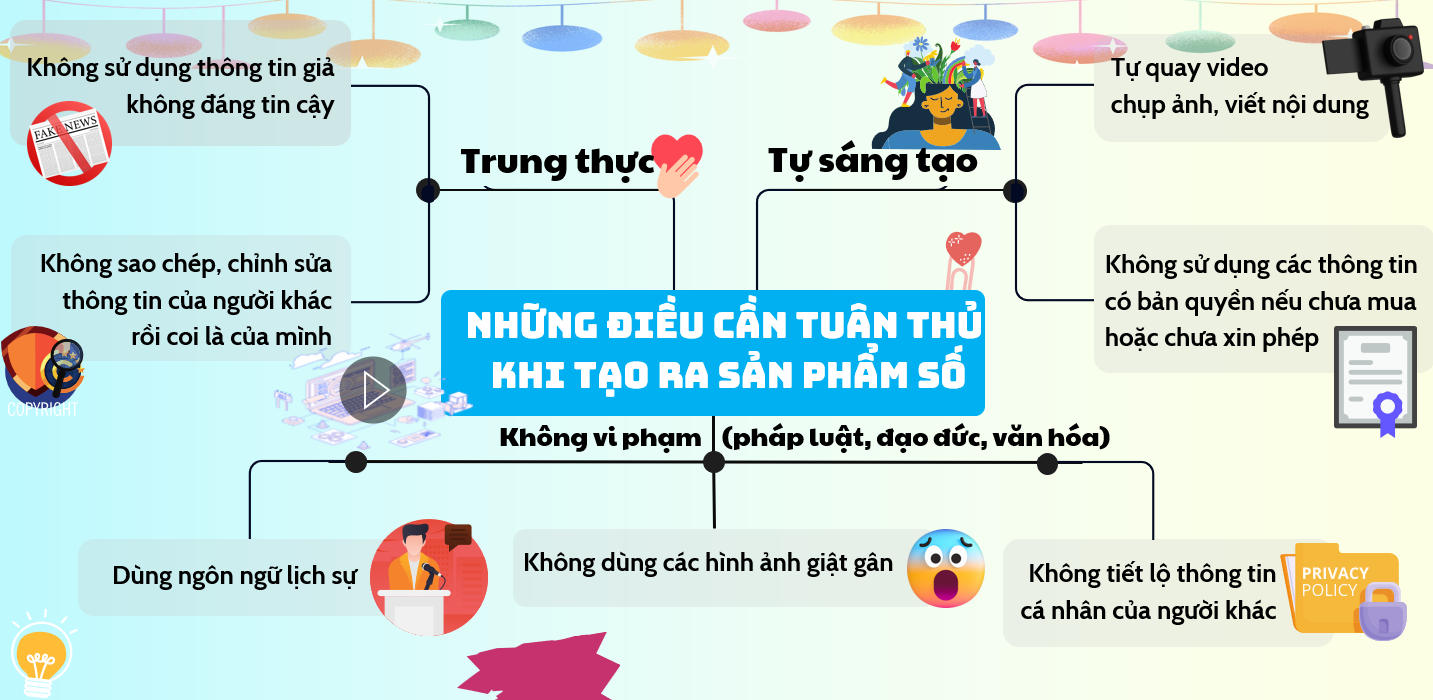 Không sử dụng thông tin giả
không đáng tin cậy
FAKE NEWS
Trung thực
Không sao chép, chỉnh sửa
thông tin của người khác
rồi coi là của mình
COPYRIGHT
Tự sáng tạo
Tự quay video
chụp ảnh, viết nội dung
Không sử dụng các thông tin
có bản quyền nếu chưa mua
hoặc chưa xin phép
NHỮNG ĐIỀU CẦN TUÂN THỦ
KHI TẠO RA SẢN PHẨM SỐ
Không vi phạm (pháp luật, đạo đức, văn hóa)
Dùng ngôn ngữ lịch sự
Không dùng các hình ảnh giật gân
Không tiết lộ thông tin
cá nhân của người khác
PRIVACY
POLICY